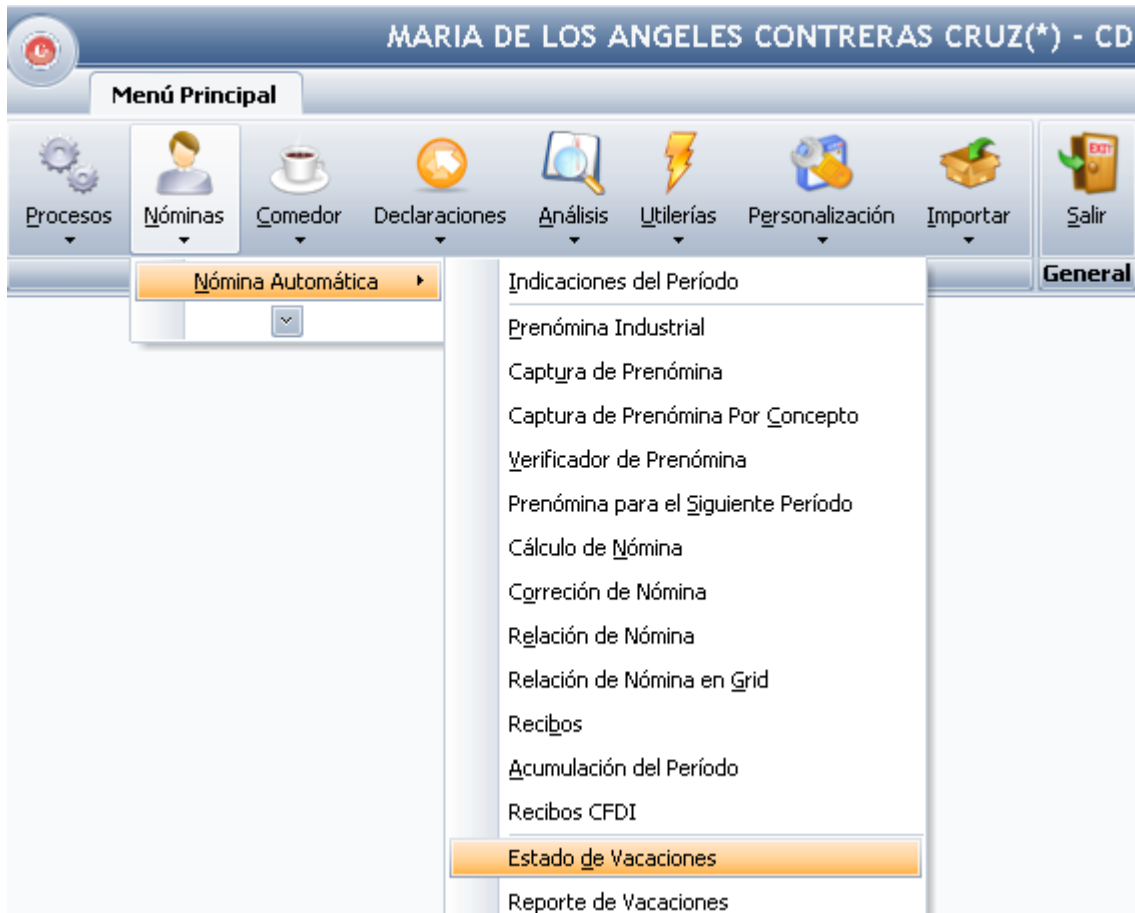 MARIA DE LOS ANGELES CONTRERAS CRUZ(*) - CD
Menú Principal
Procesos
Nóminas
Comedor
Declaraciones
Análisis
Utilerías
Personalización
Importar
EXIT
Salir
General
Nómina Automática
Indicaciones del Período
Prenómina Industrial
Captura de Prenómina
Captura de Prenómina Por Concepto
Verificador de Prenómina
Prenómina para el Siguiente Período
Cálculo de Nómina
Correción de Nómina
Relación de Nómina
Relación de Nómina en Grid
Recibos
Acumulación del Período
Recibos CFDI
Estado de Vacaciones
Reporte de Vacaciones